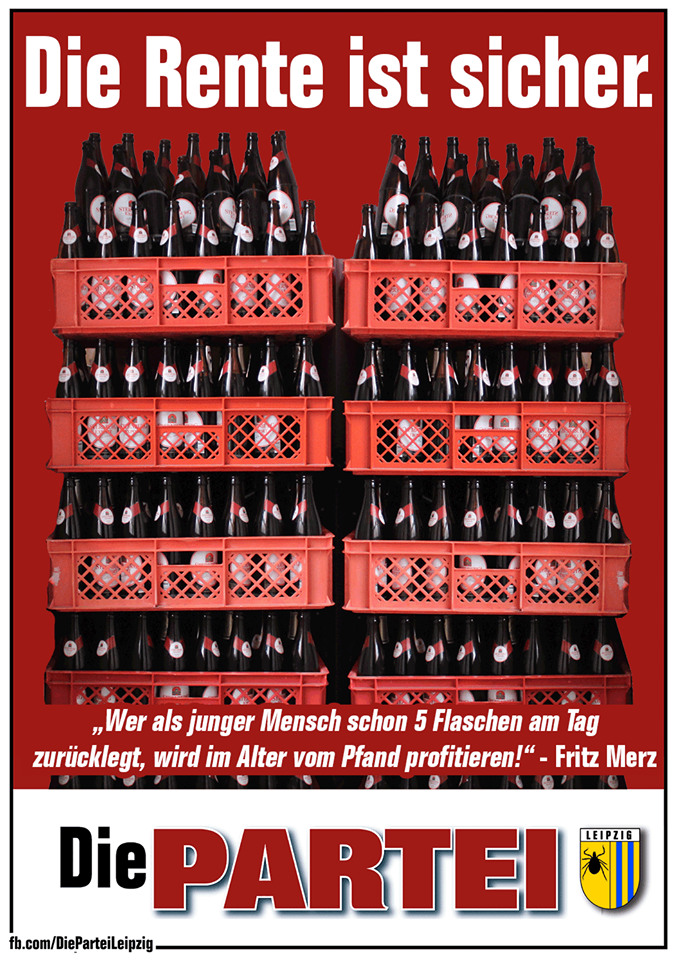 Die Rente ist sicher.
„Wer als junger Mensch schon 5 Flaschen am Tag
zurücklegt, wird im Alter vom Pfand profitieren!“ - Fritz Merz
Die PARTEI
LEIPZIG
fb.com/DieParteiLeipzig